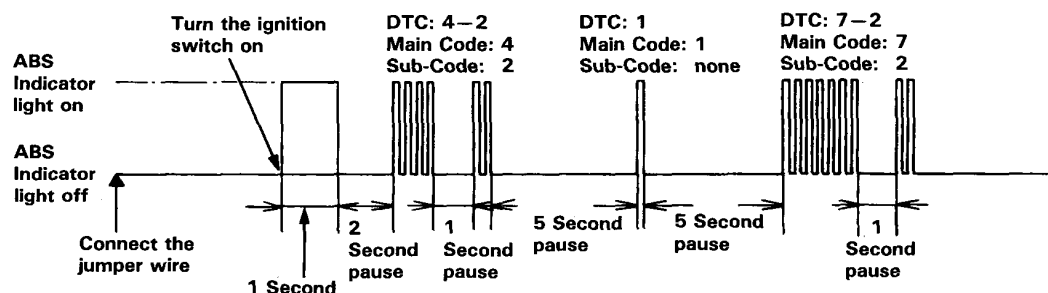 Turn the ignition
switch on
DTC: 4-2
Main Code: 4
Sub-Code: 2
DTC: 1
Main Code: 1
Sub-Code: none
DTC: 7-2
Main Code: 7
Sub-Code: 2
ABS
Indicator
light on
ABS
Indicator
light off
Connect the
jumper wire
1 Second
2
Second
pause
1
Second
pause
5 Second
pause
5 Second
pause
1
Second
pause